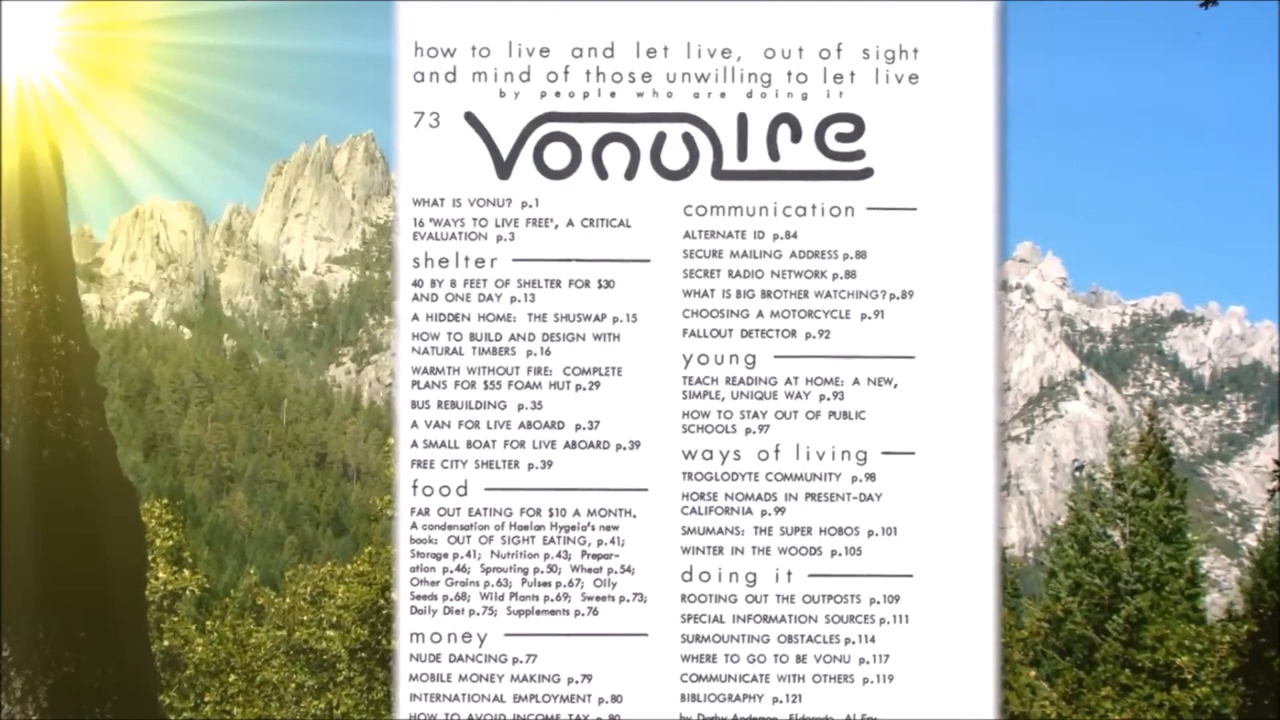 how to live and let live, out of sight
and mind of those unwilling to let live
by people who are doing it
73 Vonulife
WHAT IS VONU? p.1
16 'WAYS TO LIVE FREE', A CRITICAL
EVALUATION p.3
shelter
40 BY 8 FEET OF SHELTER FOR $30
AND ONE DAY p.13
A HIDDEN HOME: THE SHUSWAP p.15
HOW TO BUILD AND DESIGN WITH
NATURAL TIMBERS p.16
WARMTH WITHOUT FIRE: COMPLETE
PLANS FOR $55 FOAM HUT p.29
BUS REBUILDING p.35
A VAN FOR LIVE ABOARD p.37
A SMALL BOAT FOR LIVE ABOARD p.39
FREE CITY SHELTER p.39
food
FAR OUT EATING FOR $10 A MONTH.
A condensation of Haelan Hygeia's new
book: OUT OF SIGHT EATING, p.41;
Storage p.41; Nutrition p.43; Prepar-
ation p.46; Sprouting p.50; Wheat p.54;
Other Grains p.63; Pulses p.67; Oily
Seeds p.68; Wild Plants p.69; Sweets p.73;
Daily Diet p.75; Supplements p.76
money
NUDE DANCING p.77
MOBILE MONEY MAKING p.79
INTERNATIONAL EMPLOYMENT p.80
HOW TO AVOID INCOME TAX p.80
communication
ALTERNATE ID p.84
SECURE MAILING ADDRESS p.88
SECRET RADIO NETWORK p.88
WHAT IS BIG BROTHER WATCHING? p.89
CHOOSING A MOTORCYCLE p.91
FALLOUT DETECTOR p.92
young
TEACH READING AT HOME: A NEW,
SIMPLE, UNIQUE WAY p.93
HOW TO STAY OUT OF PUBLIC
SCHOOLS p.97
ways of living
TROGLODYTE COMMUNITY p.98
HORSE NOMADS IN PRESENT-DAY
CALIFORNIA p.99
SMUMANS: THE SUPER HOBOS p.101
WINTER IN THE WOODS p.105
doing it
ROOTING OUT THE OUTPOSTS p.109
SPECIAL INFORMATION SOURCES p.111
SURMOUNTING OBSTACLES p.114
WHERE TO GO TO BE VONU p.117
COMMUNICATE WITH OTHERS p.119
BIBLIOGRAPHY p.121
by Darby Anderson, Eldorado, Al Fry,